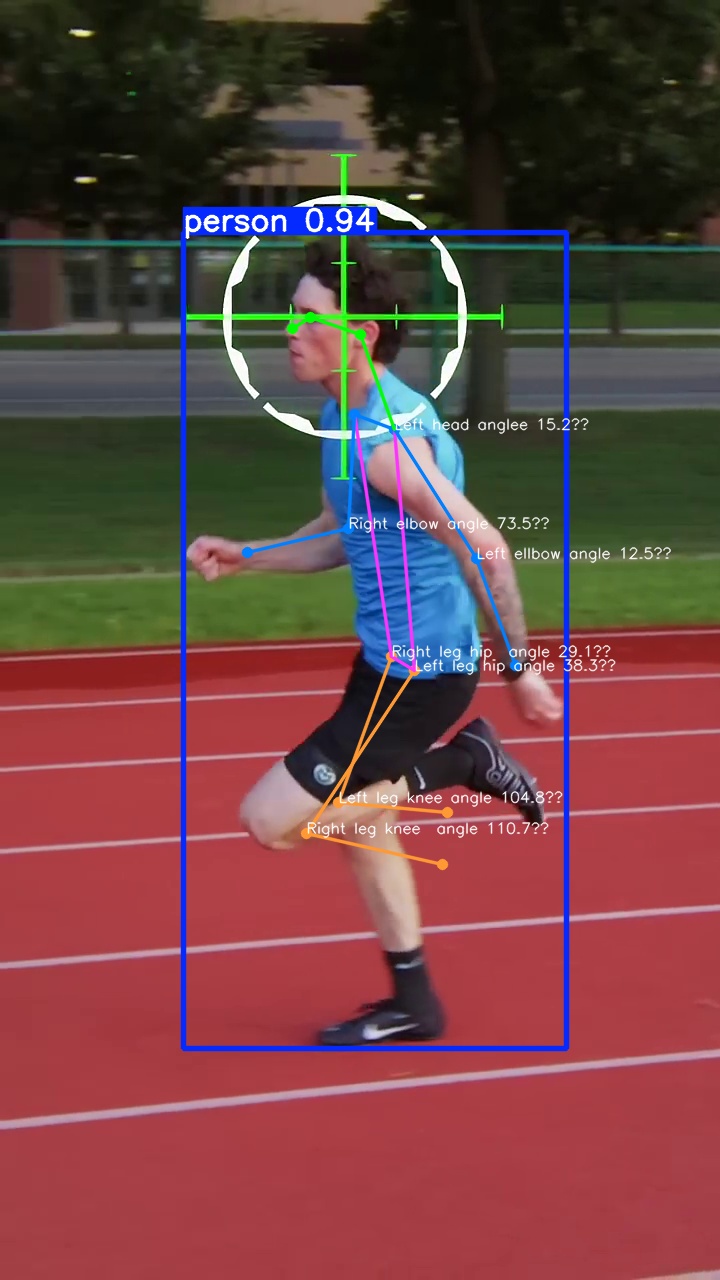 person 0.94
Left head anglee 15.2??
Right elbow angle 73.5??
Left ellbow angle 12.5??
Right leg hip  angle 29.1??
Left leg hip angle 38.3??
Left leg knee angle 104.8??
Right leg knee  angle 110.7??